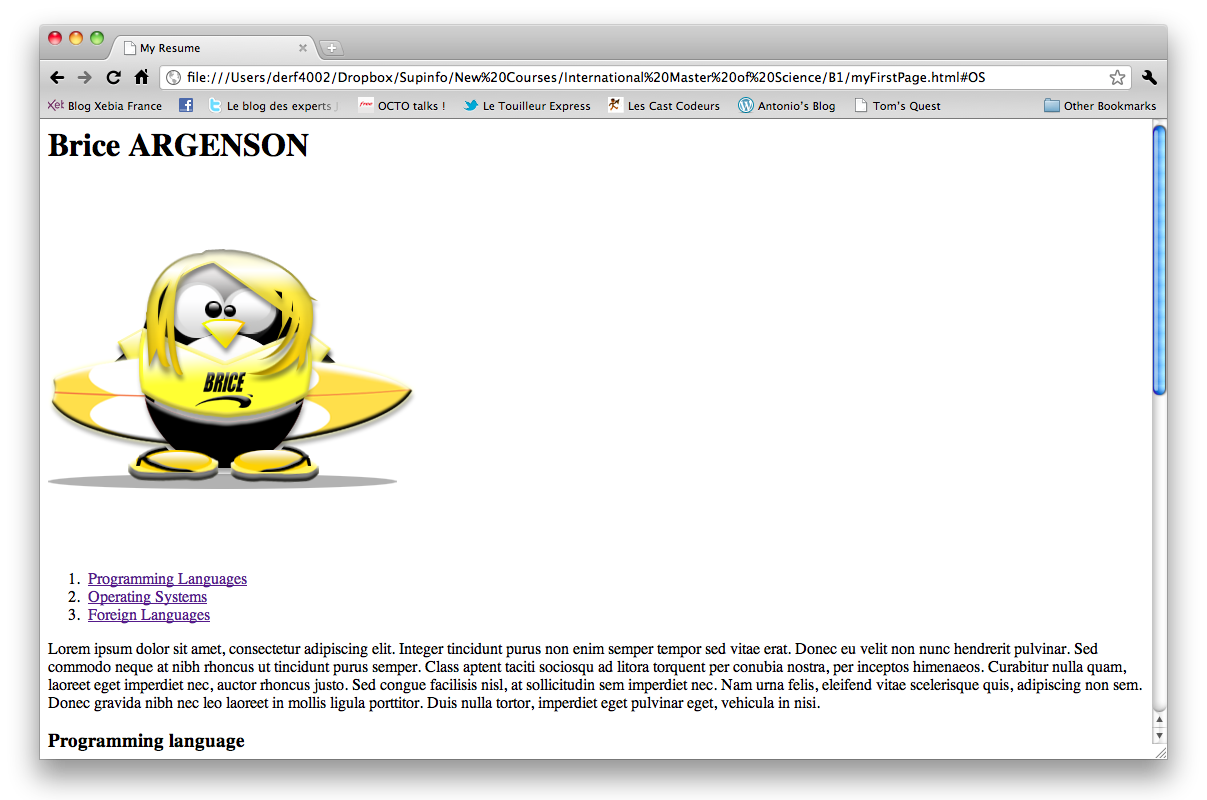 My Resume
file:///Users/derf4002/Dropbox/Supinfo/New%20Courses/International%20Master%20of%20Science/B1/myFirstPage.html#OS
Xet Blog Xebia France Le blog des experts free OCTO talks ! Le Touilleur Express Les Cast Codeurs Antonio's Blog Tom's Quest Other Bookmarks
Brice ARGENSON
BRICE
1. Programming Languages
2. Operating Systems
3. Foreign Languages
Lorem ipsum dolor sit amet, consectetur adipiscing elit. Integer tincidunt purus non enim semper tempor sed vitae erat. Donec eu velit non nunc hendrerit pulvinar. Sed
commodo neque at nibh rhoncus ut tincidunt purus semper. Class aptent taciti sociosqu ad litora torquent per conubia nostra, per inceptos himenaeos. Curabitur nulla quam,
laoreet eget imperdiet nec, auctor rhoncus justo. Sed congue facilisis nisl, at sollicitudin sem imperdiet nec. Nam urna felis, eleifend vitae scelerisque quis, adipiscing non sem.
Donec gravida nibh nec leo laoreet in mollis ligula porttitor. Duis nulla tortor, imperdiet eget pulvinar eget, vehicula in nisi.
Programming language